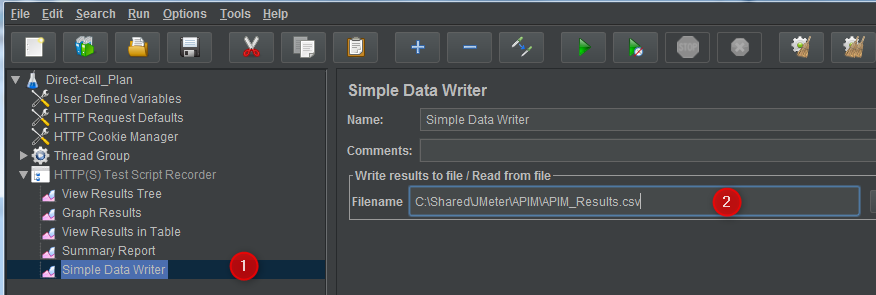 File Edit Search Run Options Tools Help
STOP
Direct-call_Plan
User Defined Variables
HTTP Request Defaults
HTTP Cookie Manager
Thread Group
HTTP(S) Test Script Recorder
View Results Tree
Graph Results
View Results in Table
Summary Report
Simple Data Writer 1
Simple Data Writer
Name: Simple Data Writer
Comments:
Write results to file / Read from file
Filename C:\Shared\JMeter\APIM\APIM_Results.csv 2